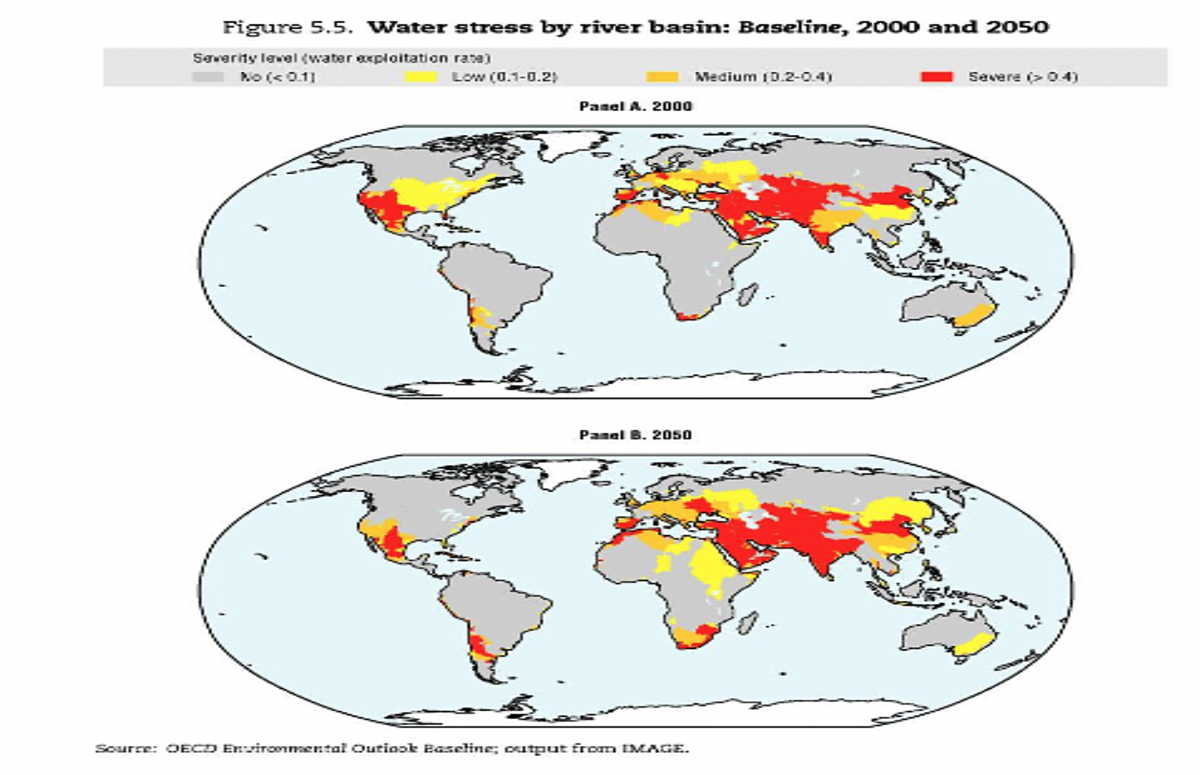 Figure 5.5. Water stress by river basin: Baseline, 2000 and 2050
Severity level (water exploitation rate)
No (< 0.1) Low (0.1-0.2) Medium (0.2-0.4) Severe (> 0.4)
Panel A. 2000
Panel B. 2050
Source: OECD Environmental Outlook Baseline; output from IMAGE.